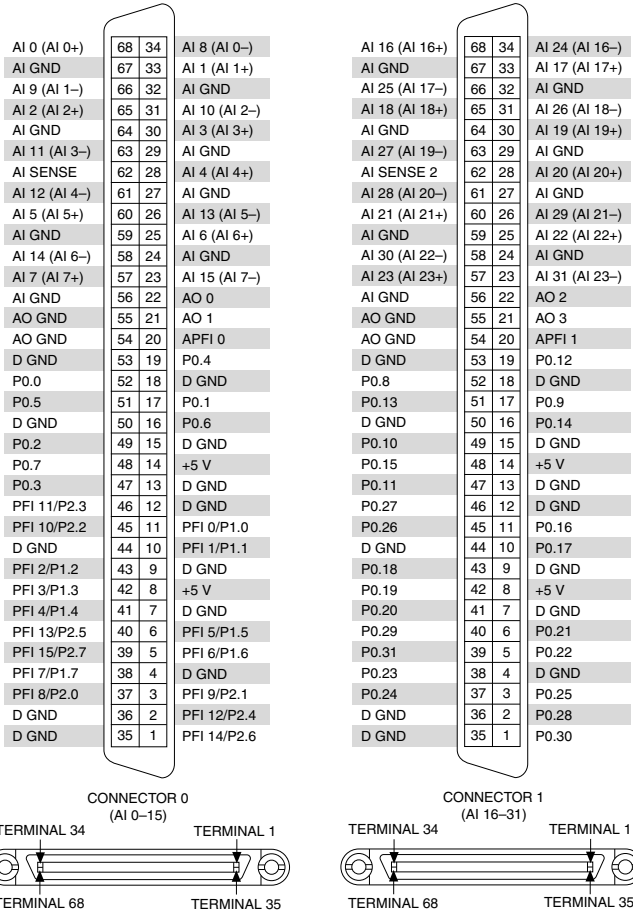 AI 0 (AI 0+) 68 34 AI 8 (AI 0–)
AI GND 67 33 AI 1 (AI 1+)
AI 9 (AI 1–) 66 32 AI GND
AI 2 (AI 2+) 65 31 AI 10 (AI 2–)
AI GND 64 30 AI 3 (AI 3+)
AI 11 (AI 3–) 63 29 AI GND
AI SENSE 62 28 AI 4 (AI 4+)
AI 12 (AI 4–) 61 27 AI GND
AI 5 (AI 5+) 60 26 AI 13 (AI 5–)
AI GND 59 25 AI 6 (AI 6+)
AI 14 (AI 6–) 58 24 AI GND
AI 7 (AI 7+) 57 23 AI 15 (AI 7–)
AI GND 56 22 AO 0
AO GND 55 21 AO 1
AO GND 54 20 APFI 0
D GND 53 19 P0.4
P0.0 52 18 D GND
P0.5 51 17 P0.1
D GND 50 16 P0.6
P0.2 49 15 D GND
P0.7 48 14 +5 V
P0.3 47 13 D GND
PFI 11/P2.3 46 12 D GND
PFI 10/P2.2 45 11 PFI 0/P1.0
D GND 44 10 PFI 1/P1.1
PFI 2/P1.2 43 9 D GND
PFI 3/P1.3 42 8 +5 V
PFI 4/P1.4 41 7 D GND
PFI 13/P2.5 40 6 PFI 5/P1.5
PFI 15/P2.7 39 5 PFI 6/P1.6
PFI 7/P1.7 38 4 D GND
PFI 8/P2.0 37 3 PFI 9/P2.1
D GND 36 2 PFI 12/P2.4
D GND 35 1 PFI 14/P2.6
CONNECTOR 0
(AI 0–15)
TERMINAL 34 TERMINAL 1
TERMINAL 68 TERMINAL 35
AI 16 (AI 16+) 68 34 AI 24 (AI 16–)
AI GND 67 33 AI 17 (AI 17+)
AI 25 (AI 17–) 66 32 AI GND
AI 18 (AI 18+) 65 31 AI 26 (AI 18–)
AI GND 64 30 AI 19 (AI 19+)
AI 27 (AI 19–) 63 29 AI GND
AI SENSE 2 62 28 AI 20 (AI 20+)
AI 28 (AI 20–) 61 27 AI GND
AI 21 (AI 21+) 60 26 AI 29 (AI 21–)
AI GND 59 25 AI 22 (AI 22+)
AI 30 (AI 22–) 58 24 AI GND
AI 23 (AI 23+) 57 23 AI 31 (AI 23–)
AI GND 56 22 AO 2
AO GND 55 21 AO 3
AO GND 54 20 APFI 1
D GND 53 19 P0.12
P0.8 52 18 D GND
P0.13 51 17 P0.9
D GND 50 16 P0.14
P0.10 49 15 D GND
P0.15 48 14 +5 V
P0.11 47 13 D GND
P0.27 46 12 D GND
P0.26 45 11 P0.16
D GND 44 10 P0.17
P0.18 43 9 D GND
P0.19 42 8 +5 V
P0.20 41 7 D GND
P0.29 40 6 P0.21
P0.31 39 5 P0.22
P0.23 38 4 D GND
P0.24 37 3 P0.25
D GND 36 2 P0.28
D GND 35 1 P0.30
CONNECTOR 1
(AI 16–31)
TERMINAL 34 TERMINAL 1
TERMINAL 68 TERMINAL 35